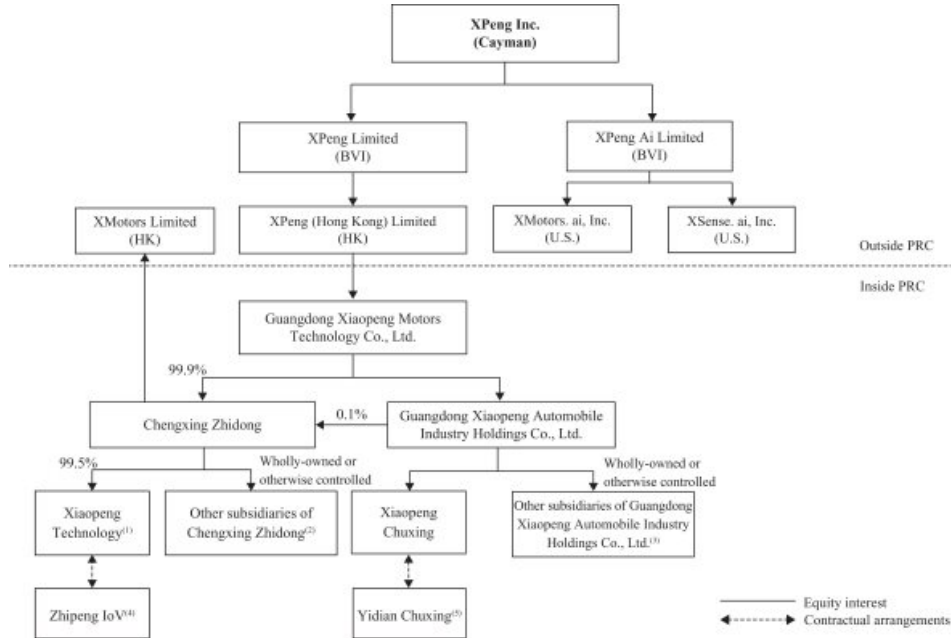 XPeng Inc.
(Cayman)
XPeng Limited
(BVI)
XPeng Ai Limited
(BVI)
XMotors Limited
(HK)
XPeng (Hong Kong) Limited
(HK)
XMotors. ai, Inc.
(U.S.)
XSense. ai, Inc.
(U.S.)
Outside PRC
Inside PRC
Guangdong Xiaopeng Motors
Technology Co., Ltd.
99.9%
Chengxing Zhidong
0.1%
Guangdong Xiaopeng Automobile
Industry Holdings Co., Ltd.
99.5%
Wholly-owned or
otherwise controlled
Wholly-owned or
otherwise controlled
Xiaopeng
Technology(1)
Other subsidiaries of
Chengxing Zhidong(2)
Xiaopeng
Chuxing
Other subsidiaries of Guangdong
Xiaopeng Automobile Industry
Holdings Co., Ltd.(3)
Zhipeng IoV(4)
Yidian Chuxing(5)
Equity interest
Contractual arrangements